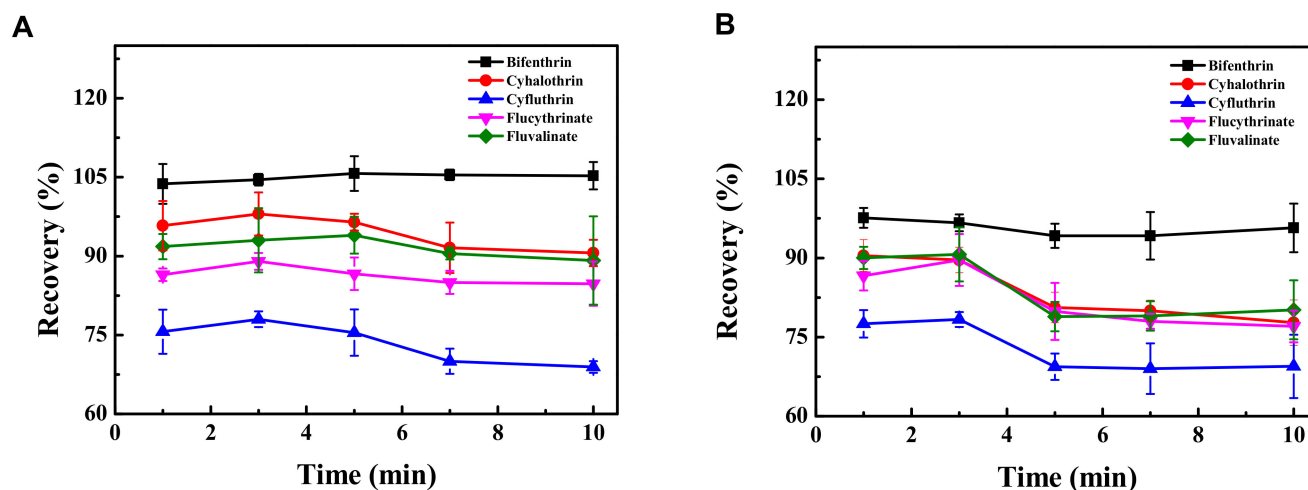 A
Recovery (%)
120
105
90
75
60
0
2
4
6
8
10
Time (min)
Bifenthrin
Cyhalothrin
Cyfluthrin
Flucythrinate
Fluvalinate
B
Recovery (%)
120
105
90
75
60
0
2
4
6
8
10
Time (min)
Bifenthrin
Cyhalothrin
Cyfluthrin
Flucythrinate
Fluvalinate